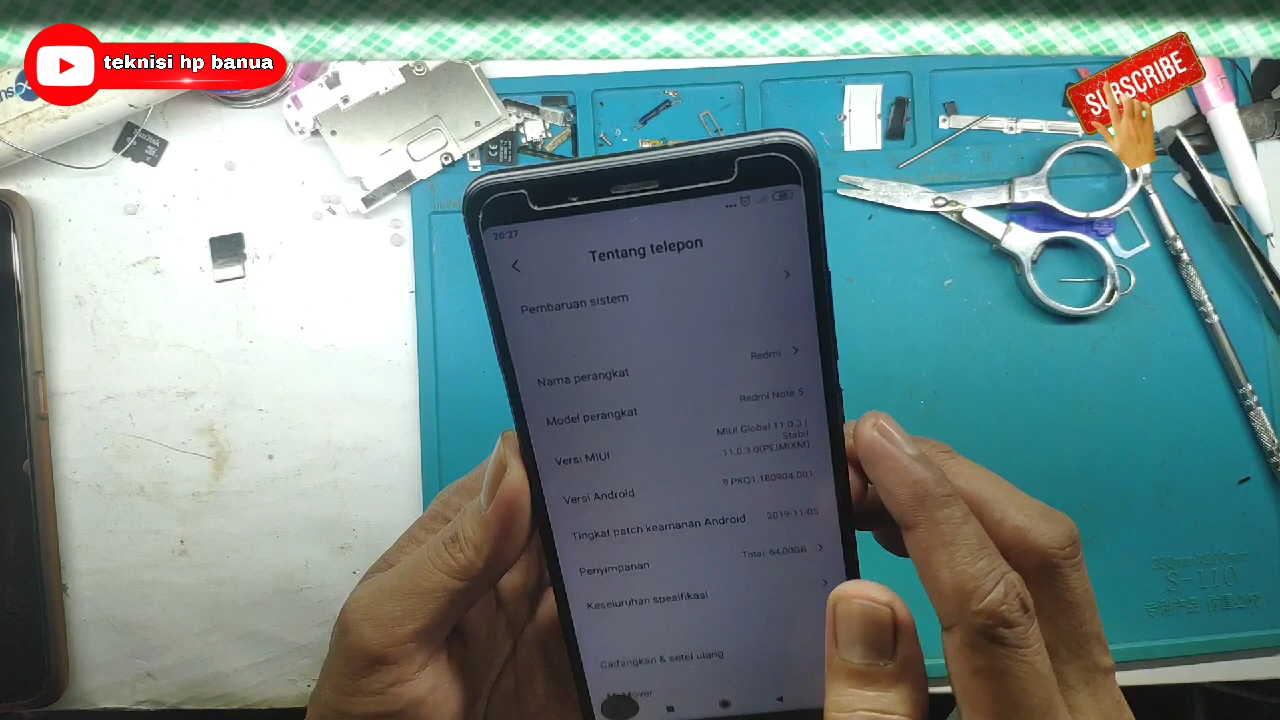 teknisi hp banua
SUBSCRIBE
20:27
Tentang telepon
Pembaruan sistem
Nama perangkat
Redmi
Model perangkat
Redmi Note 5
Versi MIUI
MIUI Global 11.0.3 |
Stabil
11.0.3.0(PEIMIXM)
Versi Android
9 PKQ1.180904.001
Tingkat patch keamanan Android
2019-11-05
Penyimpanan
Total: 64,00GB
Keseluruhan spesifikasi
Cadangkan & setel ulang
Mi Mover
S-110